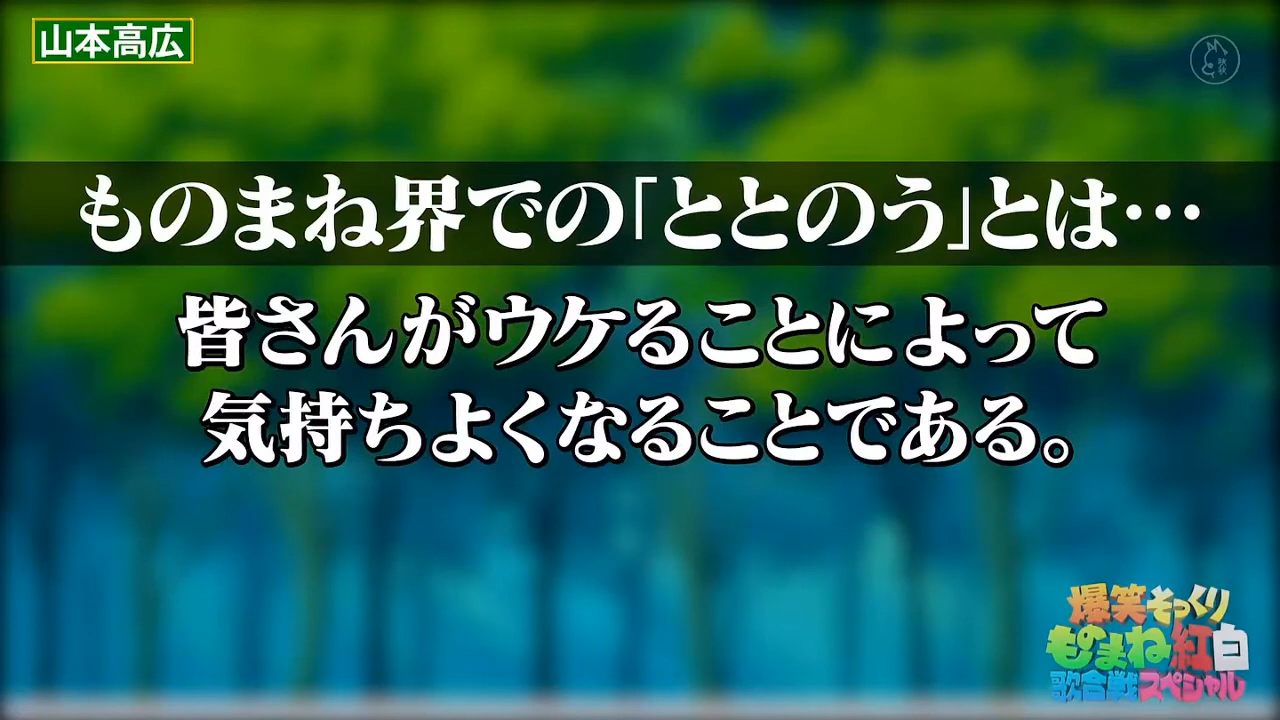 山本高広
ものまね界での「ととのう」とは…
皆さんがウケることによって
気持ちよくなることである。
爆笑そっくり
ものまね紅白
歌合戦スペシャル